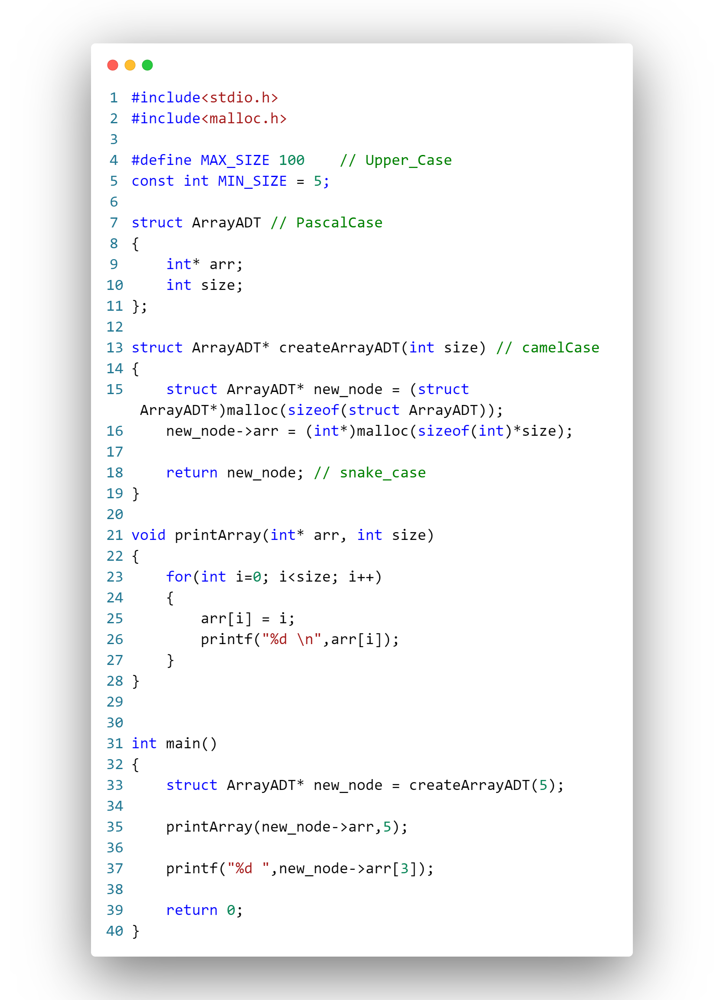 1 #include<stdio.h>
2 #include<malloc.h>
3
4 #define MAX_SIZE 100    // Upper_Case
5 const int MIN_SIZE = 5;
6
7 struct ArrayADT // PascalCase
8 {
9     int* arr;
10     int size;
11 };
12
13 struct ArrayADT* createArrayADT(int size) // camelCase
14 {
15     struct ArrayADT* new_node = (struct
ArrayADT*)malloc(sizeof(struct ArrayADT));
16     new_node->arr = (int*)malloc(sizeof(int)*size);
17
18     return new_node; // snake_case
19 }
20
21 void printArray(int* arr, int size)
22 {
23     for(int i=0; i<size; i++)
24     {
25         arr[i] = i;
26         printf("%d \n",arr[i]);
27     }
28 }
29
30
31 int main()
32 {
33     struct ArrayADT* new_node = createArrayADT(5);
34
35     printArray(new_node->arr,5);
36
37     printf("%d ",new_node->arr[3]);
38
39     return 0;
40 }